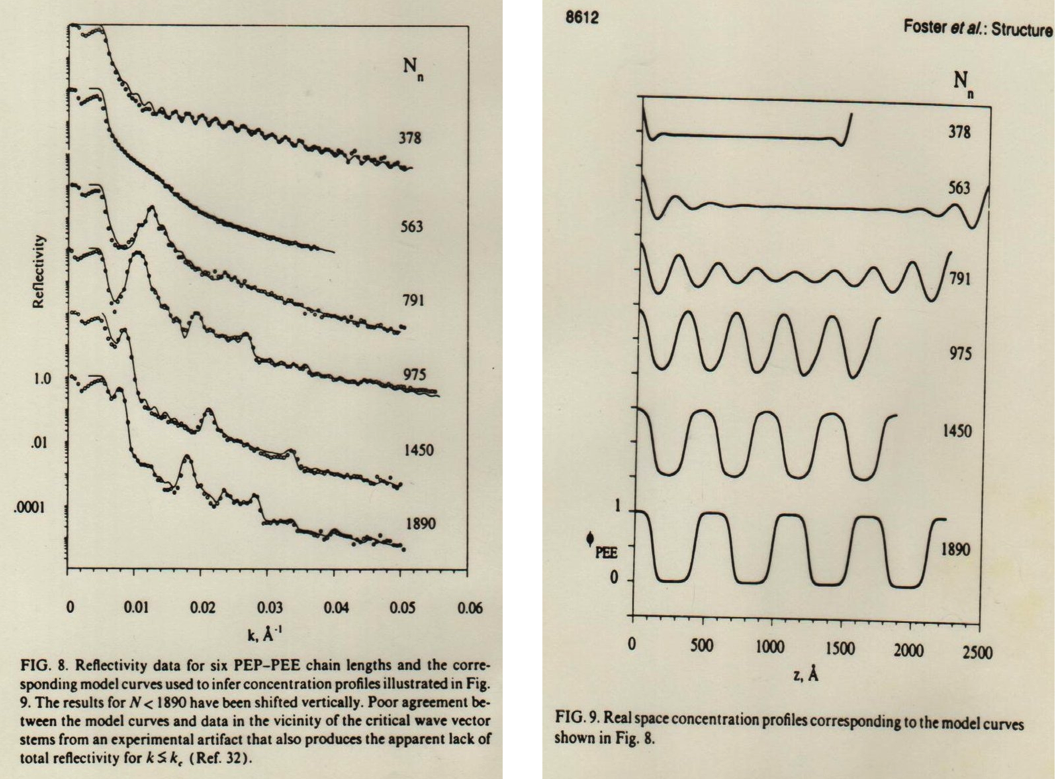 N
n
378
563
791
975
1450
1890
Reflectivity
1.0
.01
.0001
0 0.01 0.02 0.03 0.04 0.05 0.06
k, Å⁻¹
FIG. 8. Reflectivity data for six PEP–PEE chain lengths and the corre-
sponding model curves used to infer concentration profiles illustrated in Fig.
9. The results for N < 1890 have been shifted vertically. Poor agreement be-
tween the model curves and data in the vicinity of the critical wave vector
stems from an experimental artifact that also produces the apparent lack of
total reflectivity for k ≲ k_c (Ref. 32).
8612
Foster et al.: Structure
N
n
378
563
791
975
1450
1890
1
ϕ
PEE
0
0 500 1000 1500 2000 2500
z, Å
FIG. 9. Real space concentration profiles corresponding to the model curves
shown in Fig. 8.